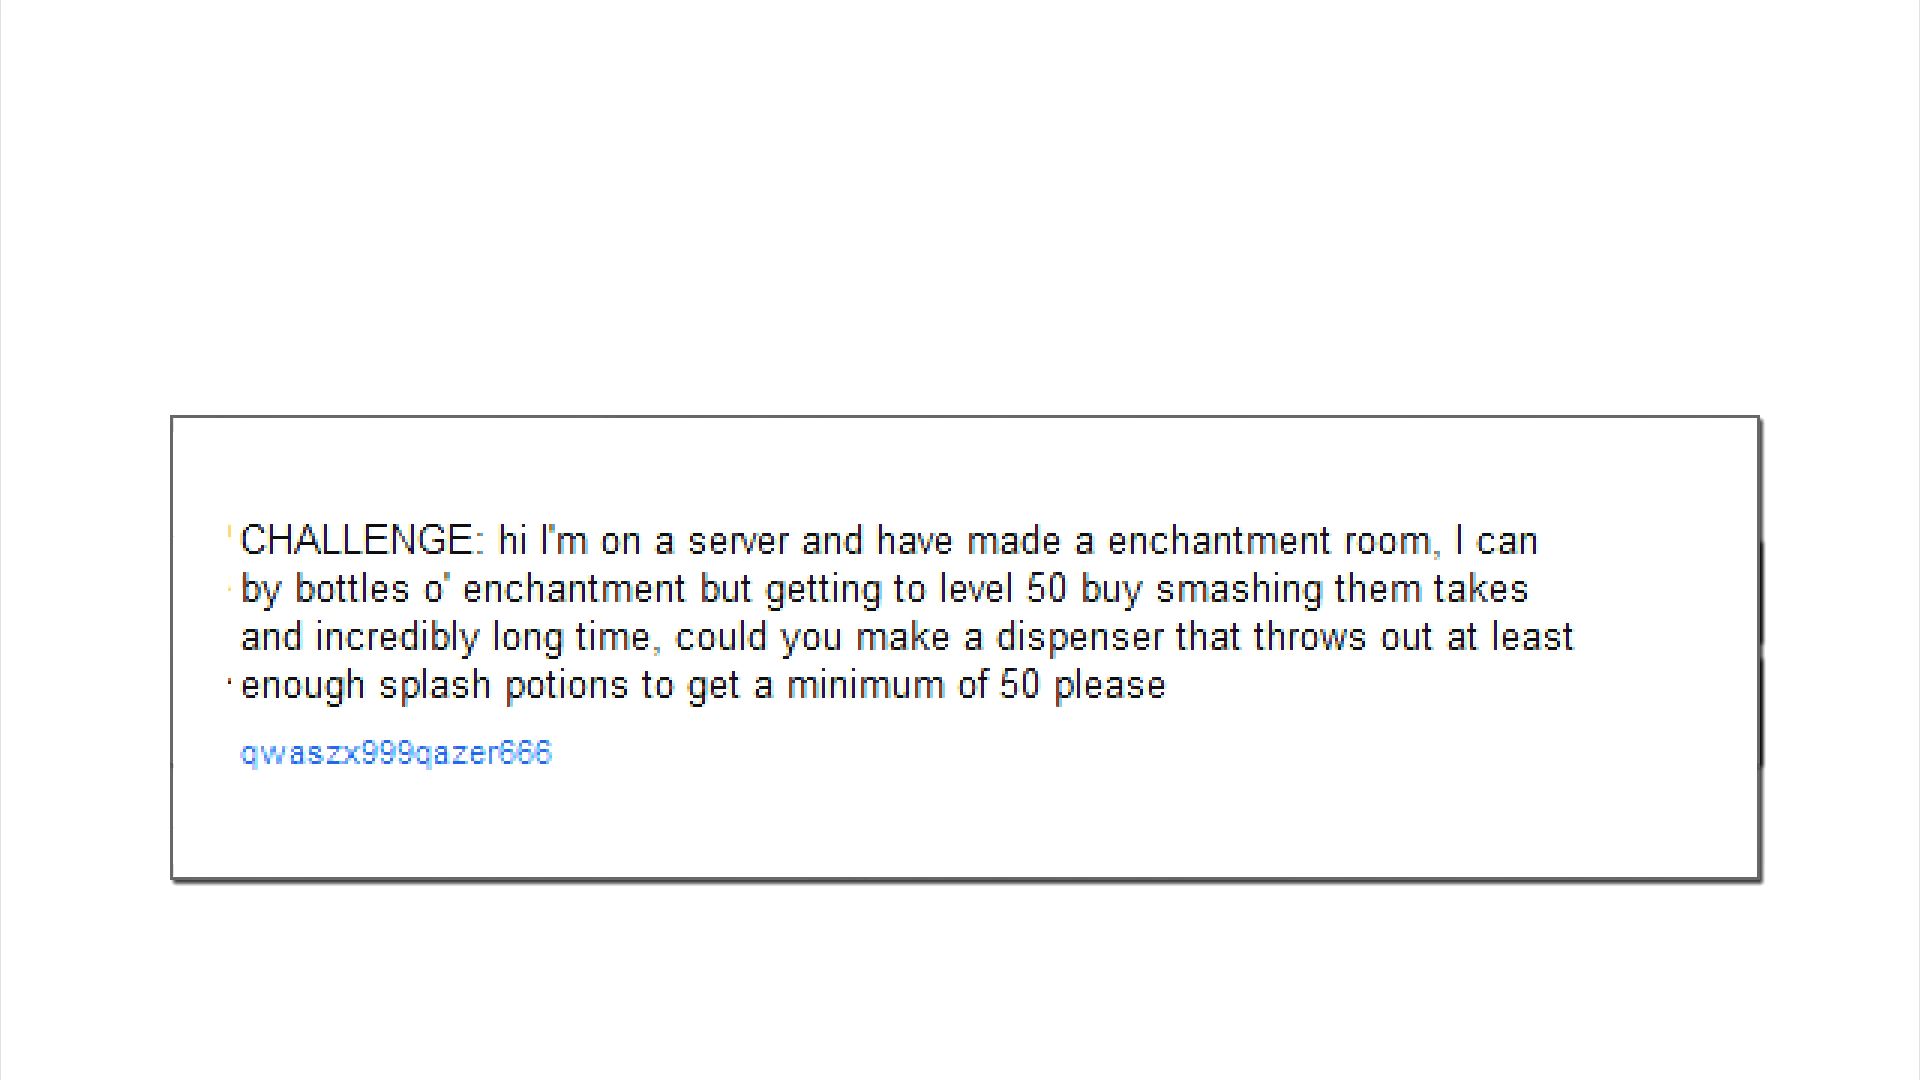 CHALLENGE: hi I'm on a server and have made a enchantment room, I can
by bottles o' enchantment but getting to level 50 buy smashing them takes
and incredibly long time, could you make a dispenser that throws out at least
enough splash potions to get a minimum of 50 please
qwaszx999qazer666